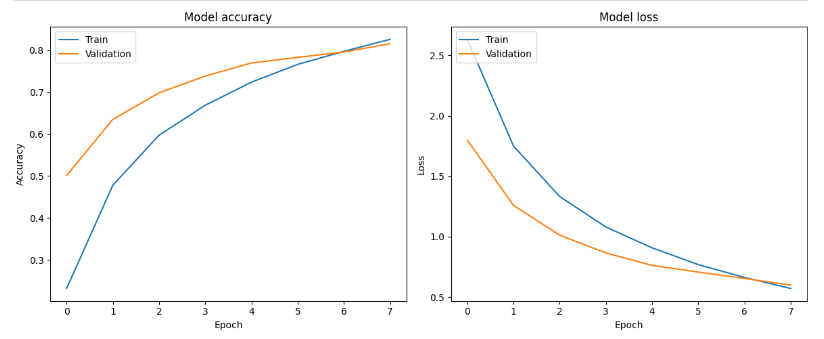 Model accuracy
Train
Validation
0.8
0.7
0.6
0.5
0.4
0.3
Accuracy
0 1 2 3 4 5 6 7
Epoch
Model loss
Train
Validation
2.5
2.0
1.5
1.0
0.5
Loss
0 1 2 3 4 5 6 7
Epoch